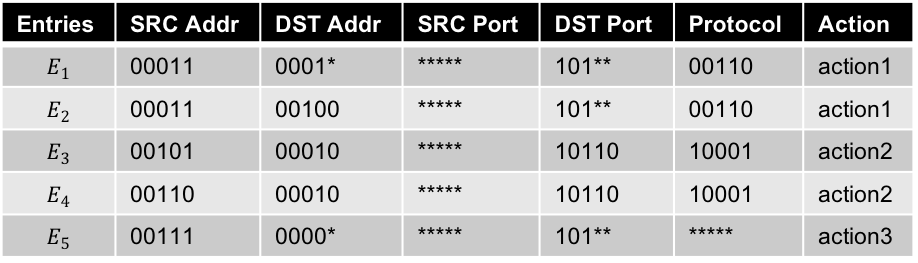 Entries SRC Addr DST Addr SRC Port DST Port Protocol Action
E₁ 00011 0001* ***** 101** 00110 action1
E₂ 00011 00100 ***** 101** 00110 action1
E₃ 00101 00010 ***** 10110 10001 action2
E₄ 00110 00010 ***** 10110 10001 action2
E₅ 00111 0000* ***** 101** ***** action3